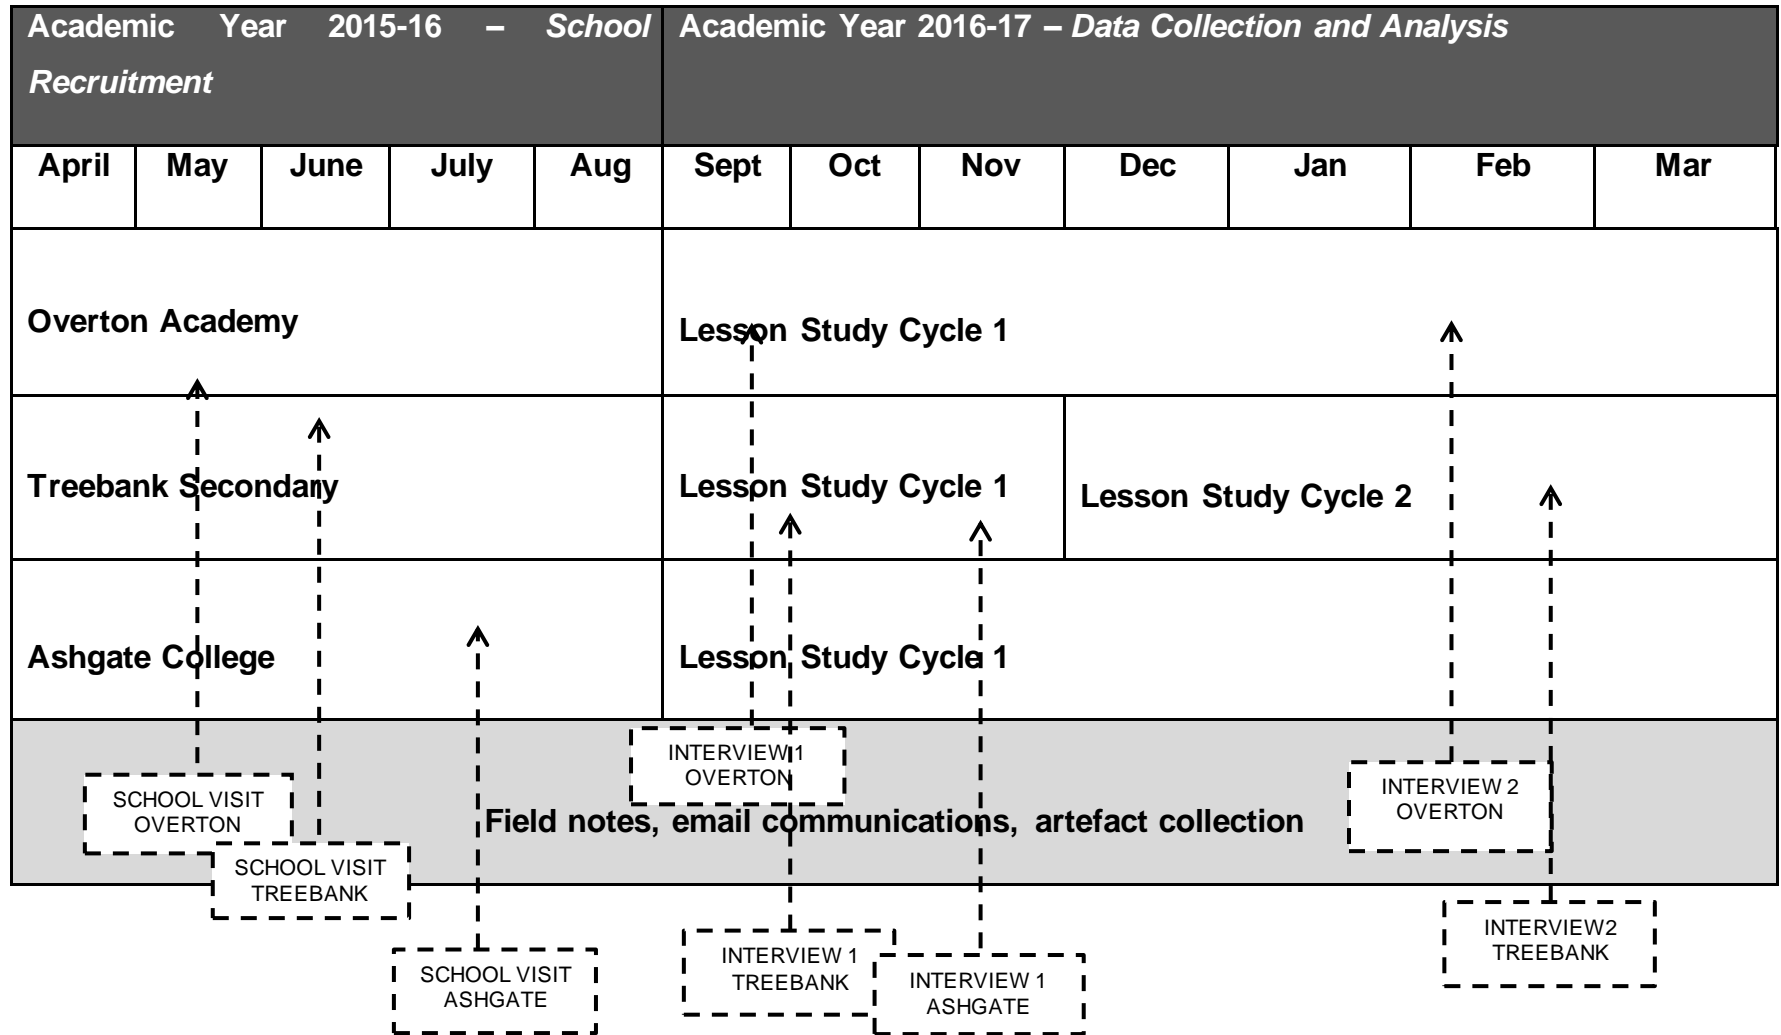 Academic Year 2015-16 – School
Recruitment
Academic Year 2016-17 – Data Collection and Analysis
April May June July Aug Sept Oct Nov Dec Jan Feb Mar
Overton Academy
Lesson Study Cycle 1
Treebank Secondary
Lesson Study Cycle 1
Lesson Study Cycle 2
Ashgate College
Lesson Study Cycle 1
INTERVIEW 1
OVERTON
SCHOOL VISIT
OVERTON
INTERVIEW 2
OVERTON
Field notes, email communications, artefact collection
SCHOOL VISIT
TREEBANK
INTERVIEW2
TREEBANK
SCHOOL VISIT
ASHGATE
INTERVIEW 1
TREEBANK
INTERVIEW 1
ASHGATE